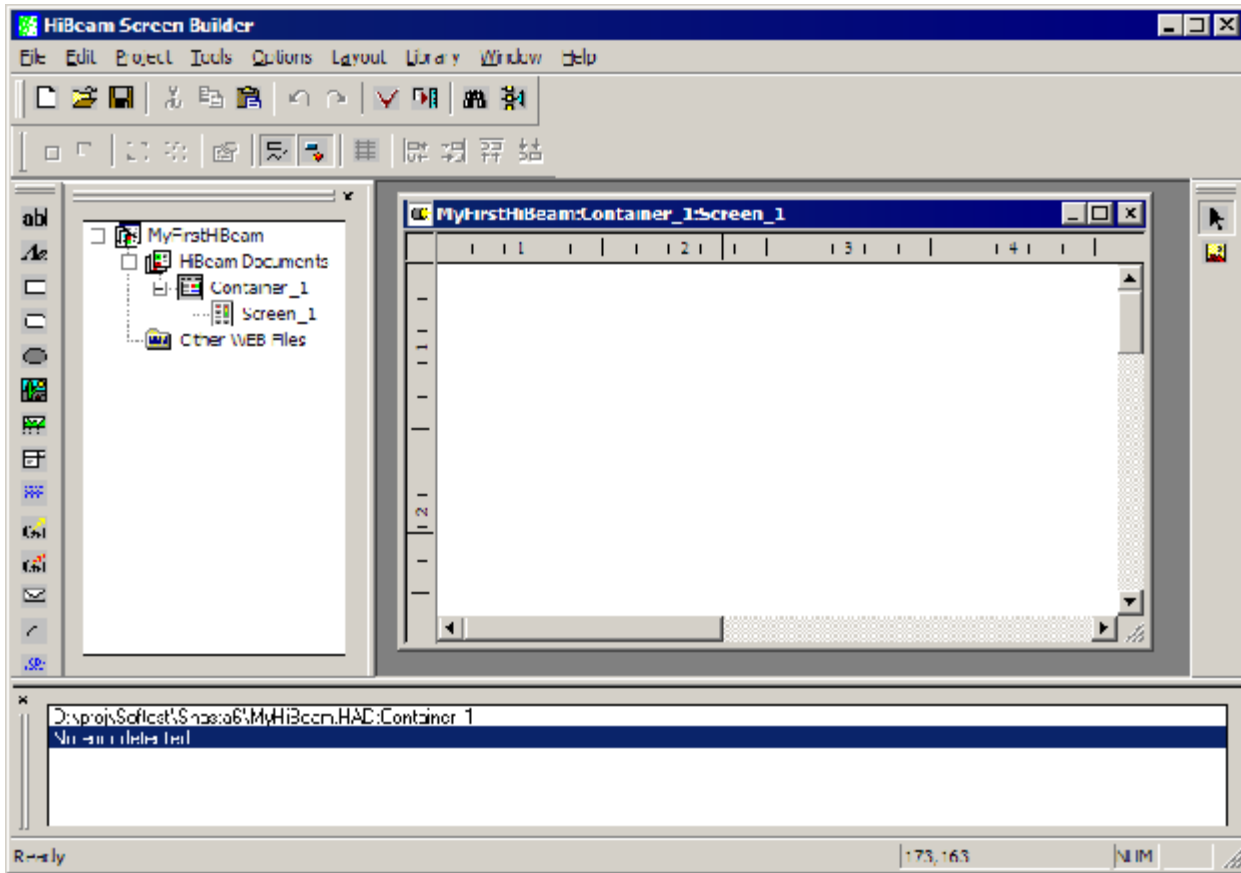 HiBeam Screen Builder
File Edit Project Tools Options Layout Library Window Help
abl
MyFirstHiBeam
HiBeam Documents
Container_1
Screen_1
Other WEB Files
MyFirstHiBeam:Container_1:Screen_1
1 2 3 4
1
2
No error detected
Ready 173,163 NUM